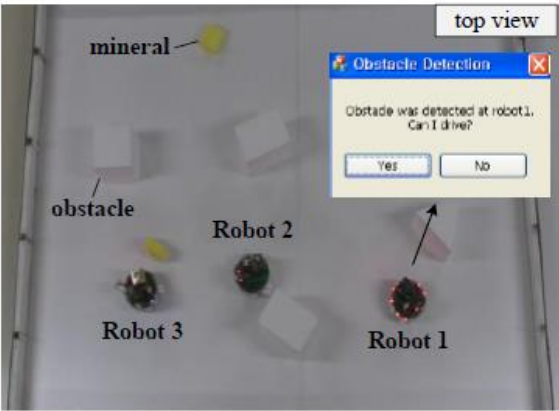 top view
mineral
Obstacle Detection
Obstacle was detected at robot1.
Can I drive?
Yes
No
obstacle
Robot 2
Robot 3
Robot 1